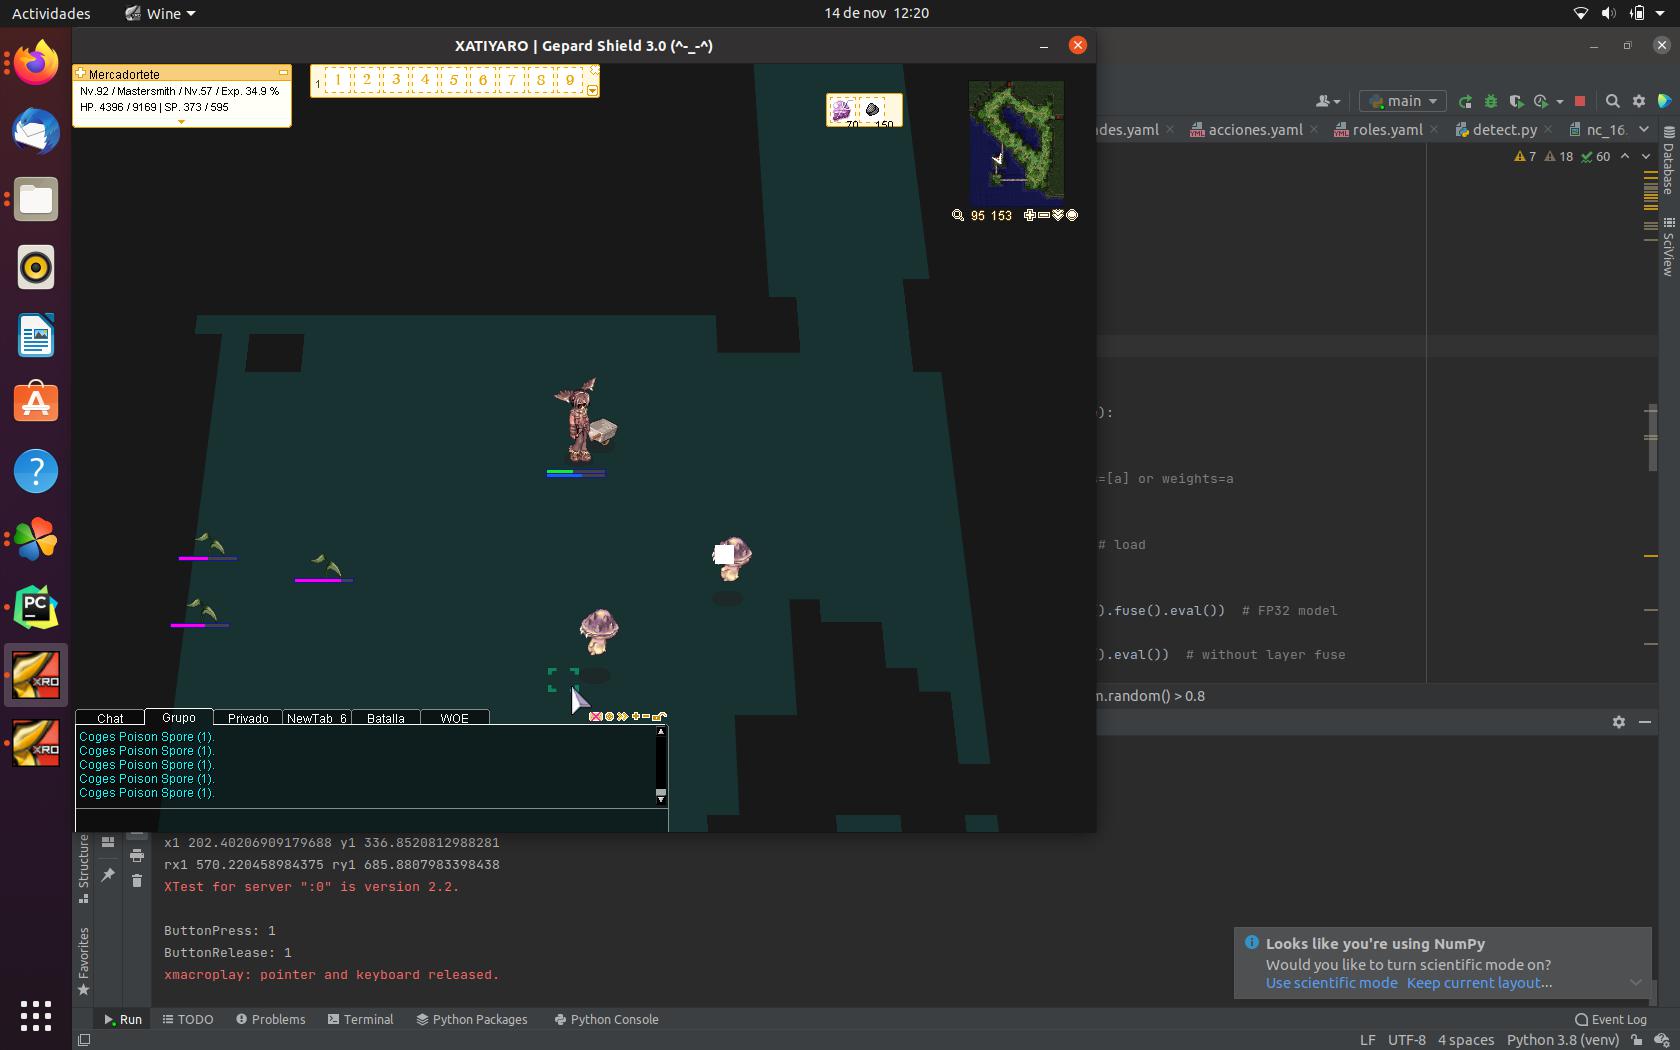 Actividades
Wine
14 de nov  12:20
XATIYARO | Gepard Shield 3.0 (^-_-^)
Mercadortete
Nv.92 / Mastersmith / Nv.57 / Exp. 34.9 %
HP. 4396 / 9169 | SP. 373 / 595
1 1 2 3 4 5 6 7 8 9
70 150
95 153
main
des.yaml
acciones.yaml
roles.yaml
detect.py
nc_16.
7 18 60
Database
SciView
):
s=[a] or weights=a
# load
).fuse().eval())  # FP32 model
).eval())  # without layer fuse
m.random() > 0.8
Chat Grupo Privado NewTab_6 Batalla WOE
Coges Poison Spore (1).
Coges Poison Spore (1).
Coges Poison Spore (1).
Coges Poison Spore (1).
Coges Poison Spore (1).
PC
XRO
XRO
Structure
Favorites
x1 202.40206909179688 y1 336.8520812988281
rx1 570.220458984375 ry1 685.8807983398438
XTest for server ":0" is version 2.2.
ButtonPress: 1
ButtonRelease: 1
xmacroplay: pointer and keyboard released.
Looks like you're using NumPy
Would you like to turn scientific mode on?
Use scientific mode Keep current layout...
Run TODO Problems Terminal Python Packages Python Console
Event Log
LF UTF-8 4 spaces Python 3.8 (venv)